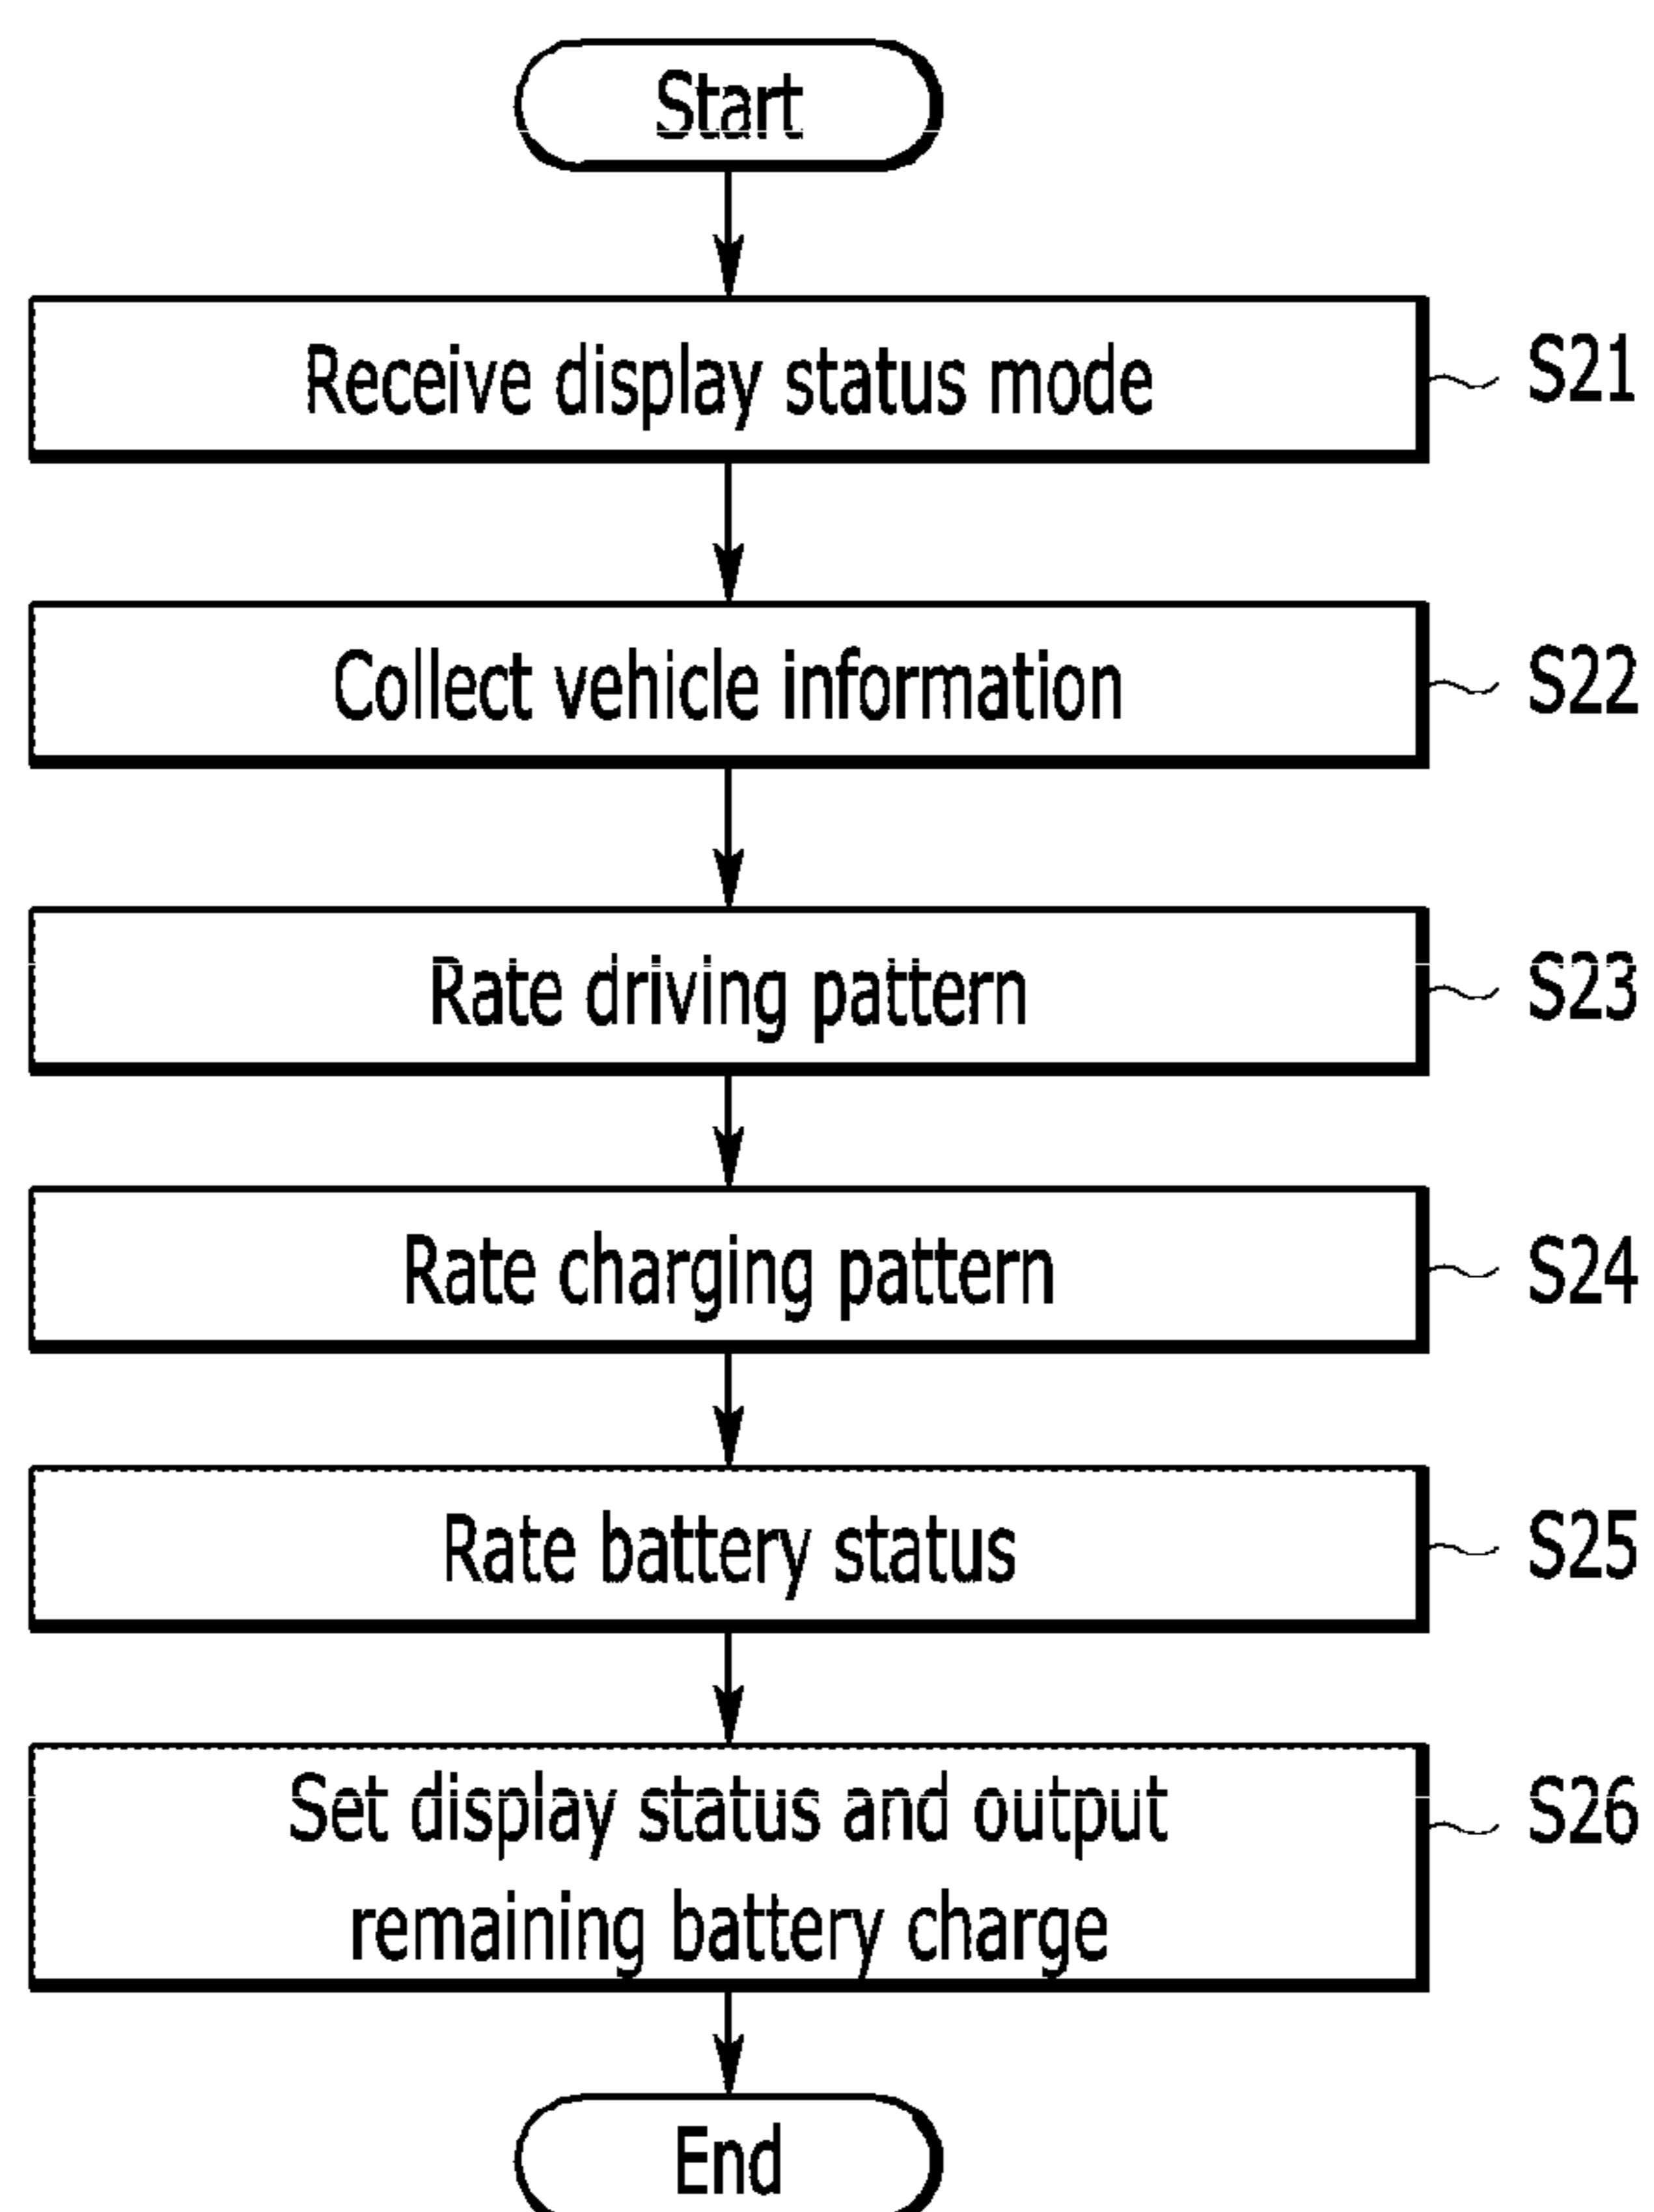 Start
Receive display status mode
S21
Collect vehicle information
S22
Rate driving pattern
S23
Rate charging pattern
S24
Rate battery status
S25
Set display status and output
remaining battery charge
S26
End